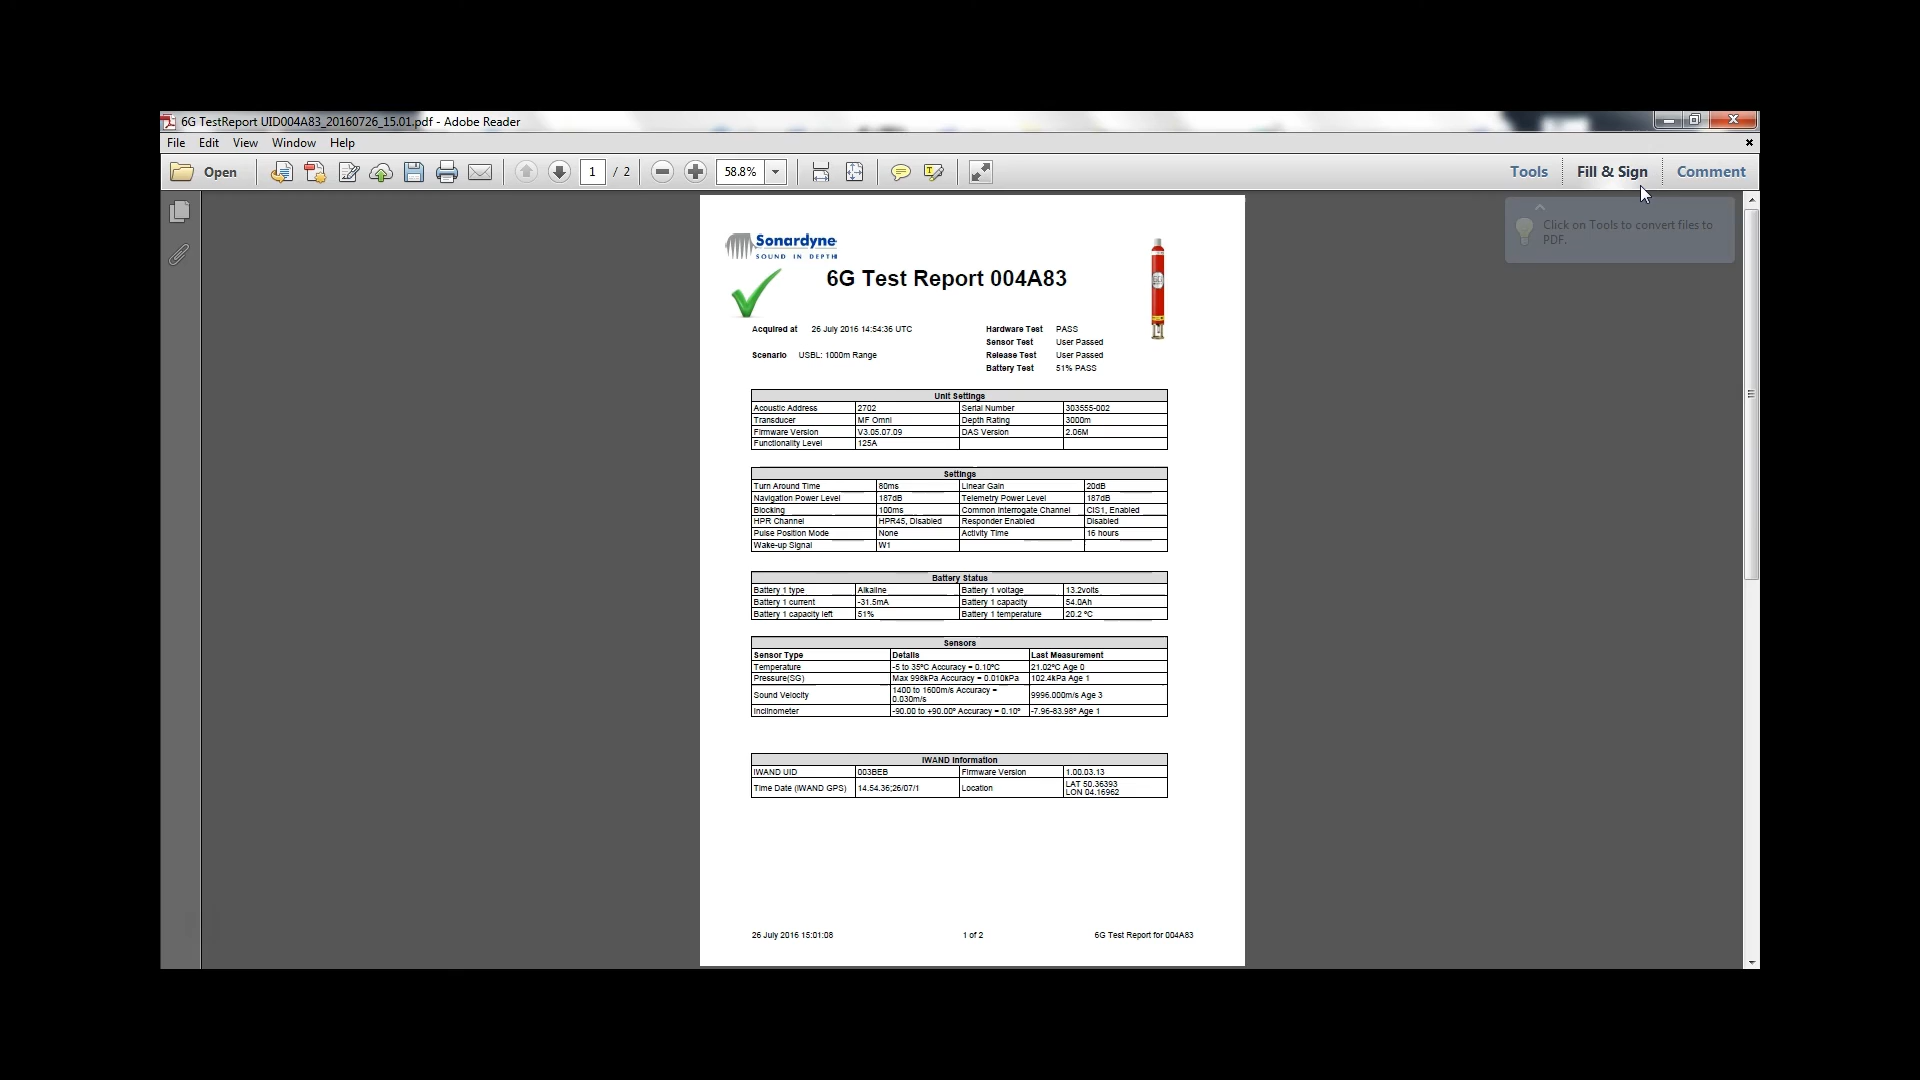 6G TestReport UID004A83_20160726_15.01.pdf - Adobe Reader
File Edit View Window Help
Open 1 / 2 58.8% Tools Fill & Sign Comment
Click on Tools to convert files to
PDF.
Sonardyne
SOUND IN DEPTH
6G Test Report 004A83
Acquired at 26 July 2016 14:54:36 UTC Hardware Test PASS
Sensor Test User Passed
Scenario USBL: 1000m Range Release Test User Passed
Battery Test 51% PASS
Unit Settings
Acoustic Address 2702 Serial Number 303555-002
Transducer MF Omni Depth Rating 3000m
Firmware Version V3.05.07.09 DAS Version 2.06M
Functionality Level 125A
Settings
Turn Around Time 80ms Linear Gain 20dB
Navigation Power Level 187dB Telemetry Power Level 187dB
Blocking 100ms Common Interrogate Channel CIS1, Enabled
HPR Channel HPR45, Disabled Responder Enabled Disabled
Pulse Position Mode None Activity Time 16 hours
Wake-up Signal W1
Battery Status
Battery 1 type Alkaline Battery 1 voltage 13.2volts
Battery 1 current -31.5mA Battery 1 capacity 54.0Ah
Battery 1 capacity left 51% Battery 1 temperature 20.2 ºC
Sensors
Sensor Type Details Last Measurement
Temperature -5 to 35ºC Accuracy = 0.10ºC 21.02ºC Age 0
Pressure(SG) Max 998kPa Accuracy = 0.010kPa 102.4kPa Age 1
Sound Velocity 1400 to 1600m/s Accuracy = 9996.000m/s Age 3
0.030m/s
Inclinometer -90.00 to +90.00º Accuracy = 0.10º -7.96-83.98º Age 1
IWAND Information
IWAND UID 003BEB Firmware Version 1.00.03.13
Time Date (IWAND GPS) 14.54.36;26/07/1 Location LAT 50.36393
LON 04.16962
26 July 2016 15:01:08 1 of 2 6G Test Report for 004A83